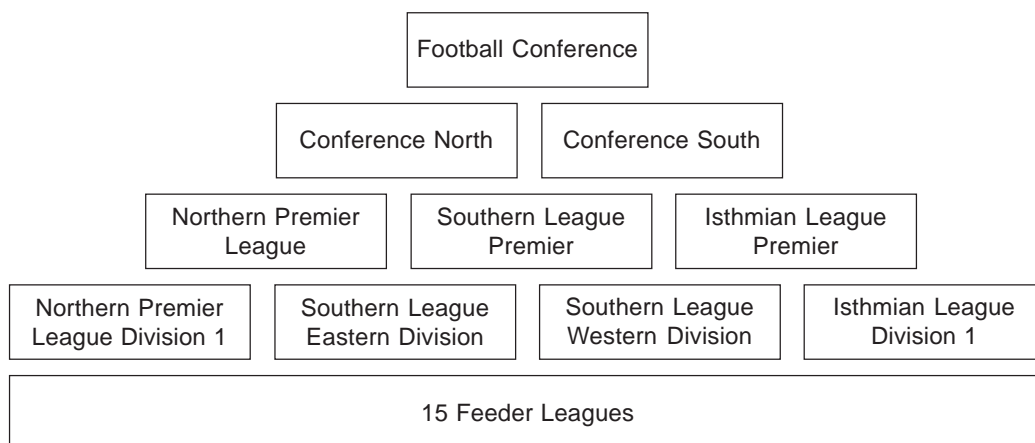 Football Conference
Conference North
Conference South
Northern Premier
League
Southern League
Premier
Isthmian League
Premier
Northern Premier
League Division 1
Southern League
Eastern Division
Southern League
Western Division
Isthmian League
Division 1
15 Feeder Leagues